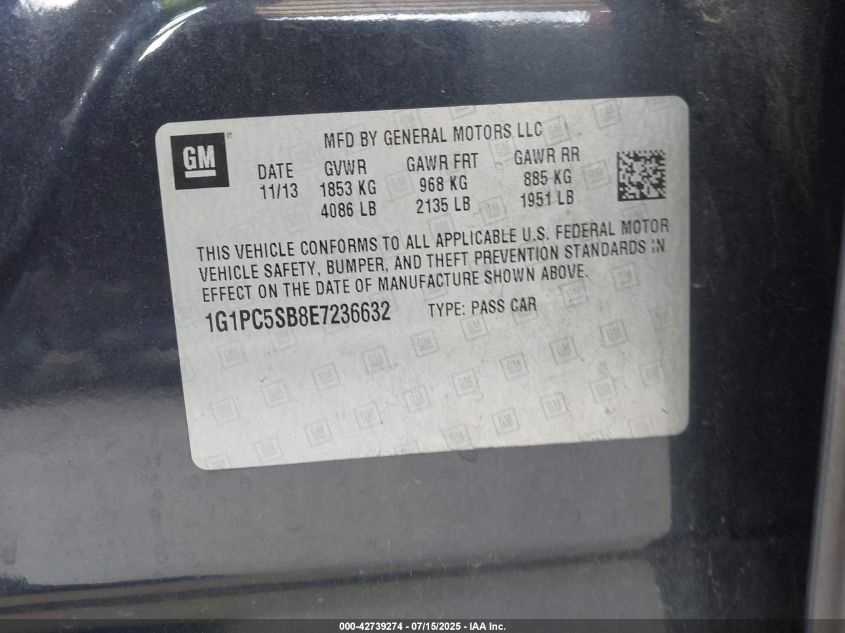 GM
MFD BY GENERAL MOTORS LLC
DATE GVWR GAWR FRT GAWR RR
11/13 1853 KG 968 KG 885 KG
4086 LB 2135 LB 1951 LB
THIS VEHICLE CONFORMS TO ALL APPLICABLE U.S. FEDERAL MOTOR
VEHICLE SAFETY, BUMPER, AND THEFT PREVENTION STANDARDS IN
EFFECT ON THE DATE OF MANUFACTURE SHOWN ABOVE.
1G1PC5SB8E7236632 TYPE: PASS CAR
000-42739274 - 07/15/2025 - IAA Inc.